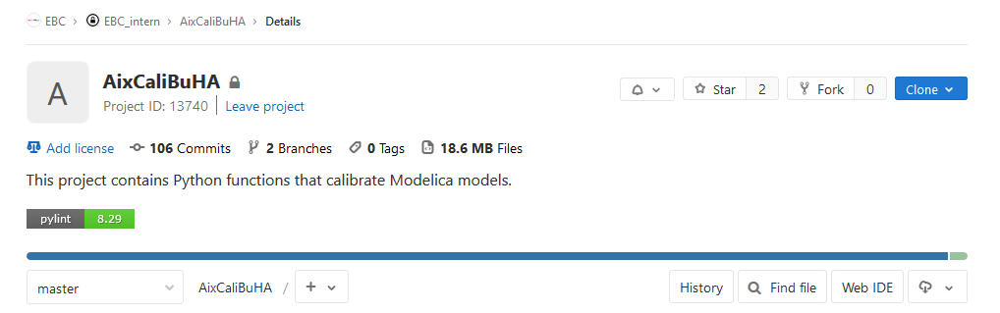 EBC > EBC_intern > AixCaliBuHA > Details
A
AixCaliBuHA
Project ID: 13740 | Leave project
Star 2 Fork 0 Clone
Add license 106 Commits 2 Branches 0 Tags 18.6 MB Files
This project contains Python functions that calibrate Modelica models.
pylint 8.29
master AixCaliBuHA / + History Find file Web IDE